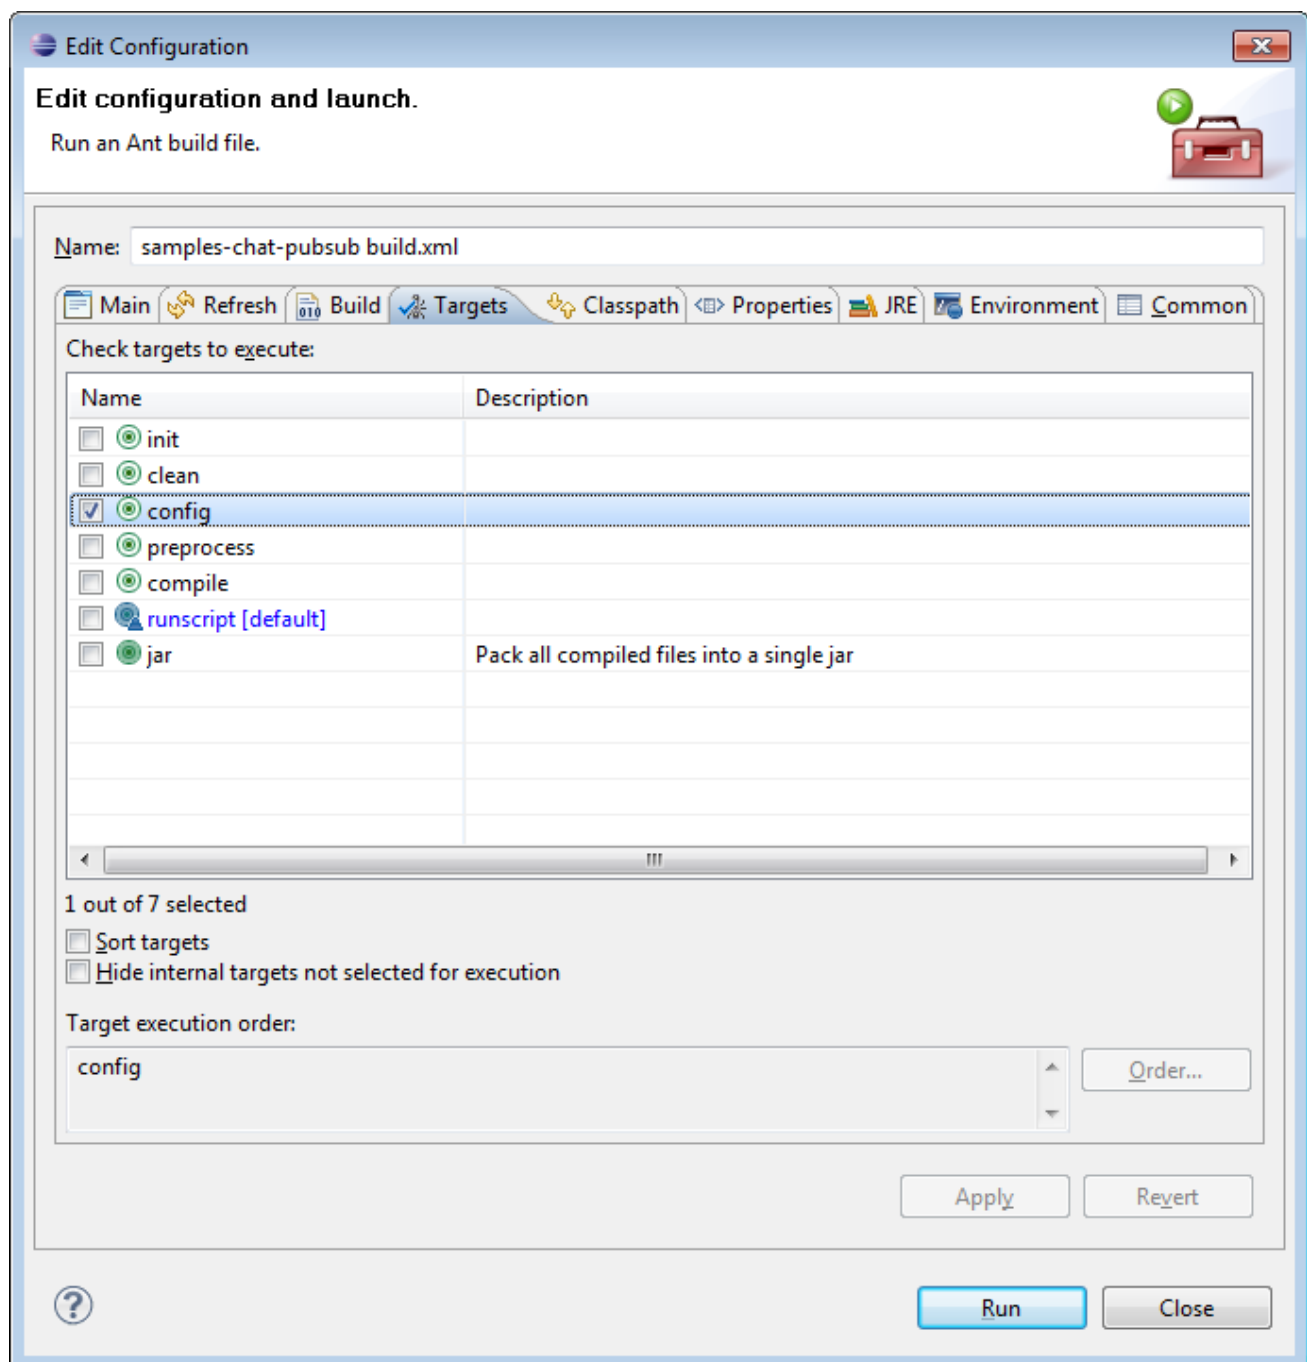 Edit Configuration
Edit configuration and launch.
Run an Ant build file.
Name: samples-chat-pubsub build.xml
Main Refresh Build Targets Classpath Properties JRE Environment Common
Check targets to execute:
Name Description
init
clean
config
preprocess
compile
runscript [default]
jar Pack all compiled files into a single jar
1 out of 7 selected
Sort targets
Hide internal targets not selected for execution
Target execution order:
config
Order...
Apply Revert
Run Close